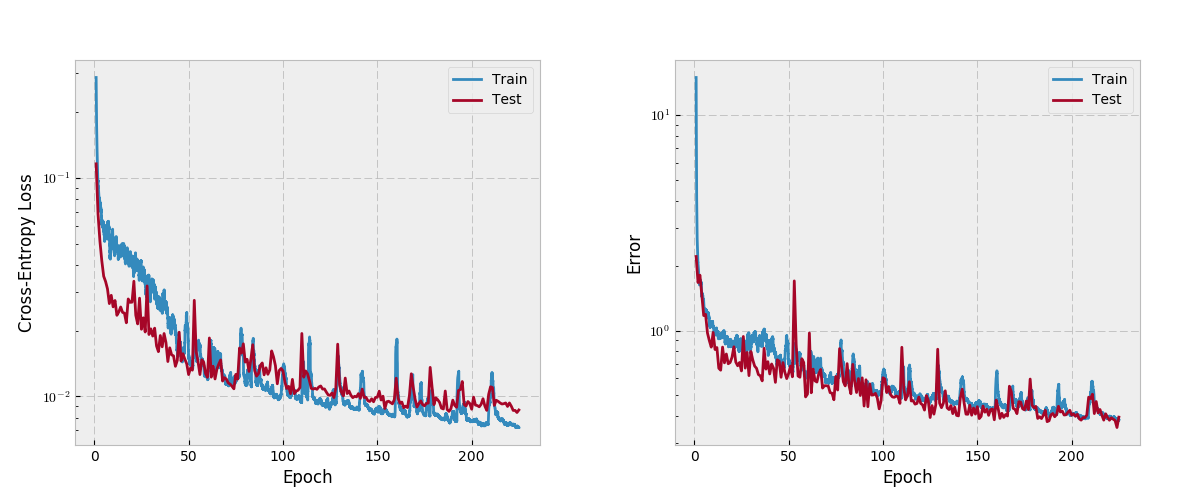 Train
Test
Cross-Entropy Loss
10⁻¹
10⁻²
0 50 100 150 200
Epoch
Train
Test
Error
10¹
10⁰
0 50 100 150 200
Epoch